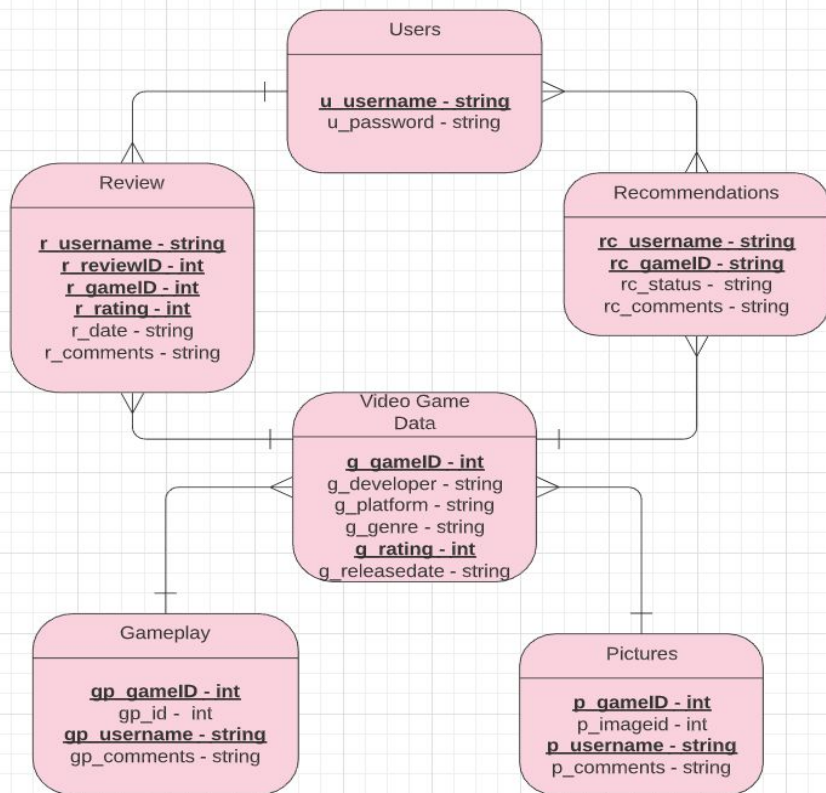 Users
u_username - string
u_password - string
Review
r_username - string
r_reviewID - int
r_gameID - int
r_rating - int
r_date - string
r_comments - string
Recommendations
rc_username - string
rc_gameID - string
rc_status -  string
rc_comments - string
Video Game
Data
g_gameID - int
g_developer - string
g_platform - string
g_genre - string
g_rating - int
g_releasedate - string
Gameplay
gp_gameID - int
gp_id -  int
gp_username - string
gp_comments - string
Pictures
p_gameID - int
p_imageid - int
p_username - string
p_comments - string